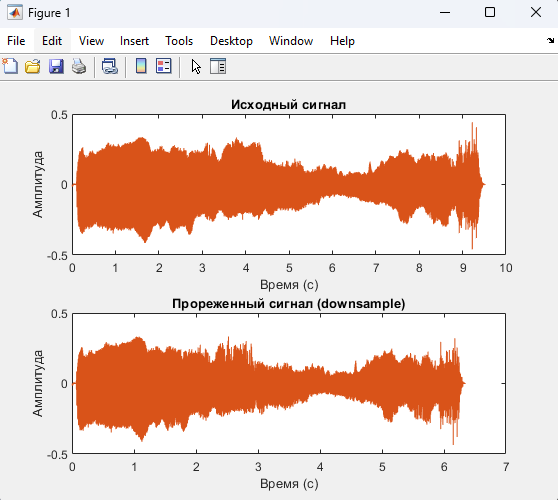 Figure 1
File Edit View Insert Tools Desktop Window Help
Исходный сигнал
0.5
0
-0.5
Амплитуда
0 1 2 3 4 5 6 7 8 9 10
Время (с)
Прореженный сигнал (downsample)
0.5
0
-0.5
Амплитуда
0 1 2 3 4 5 6 7
Время (с)